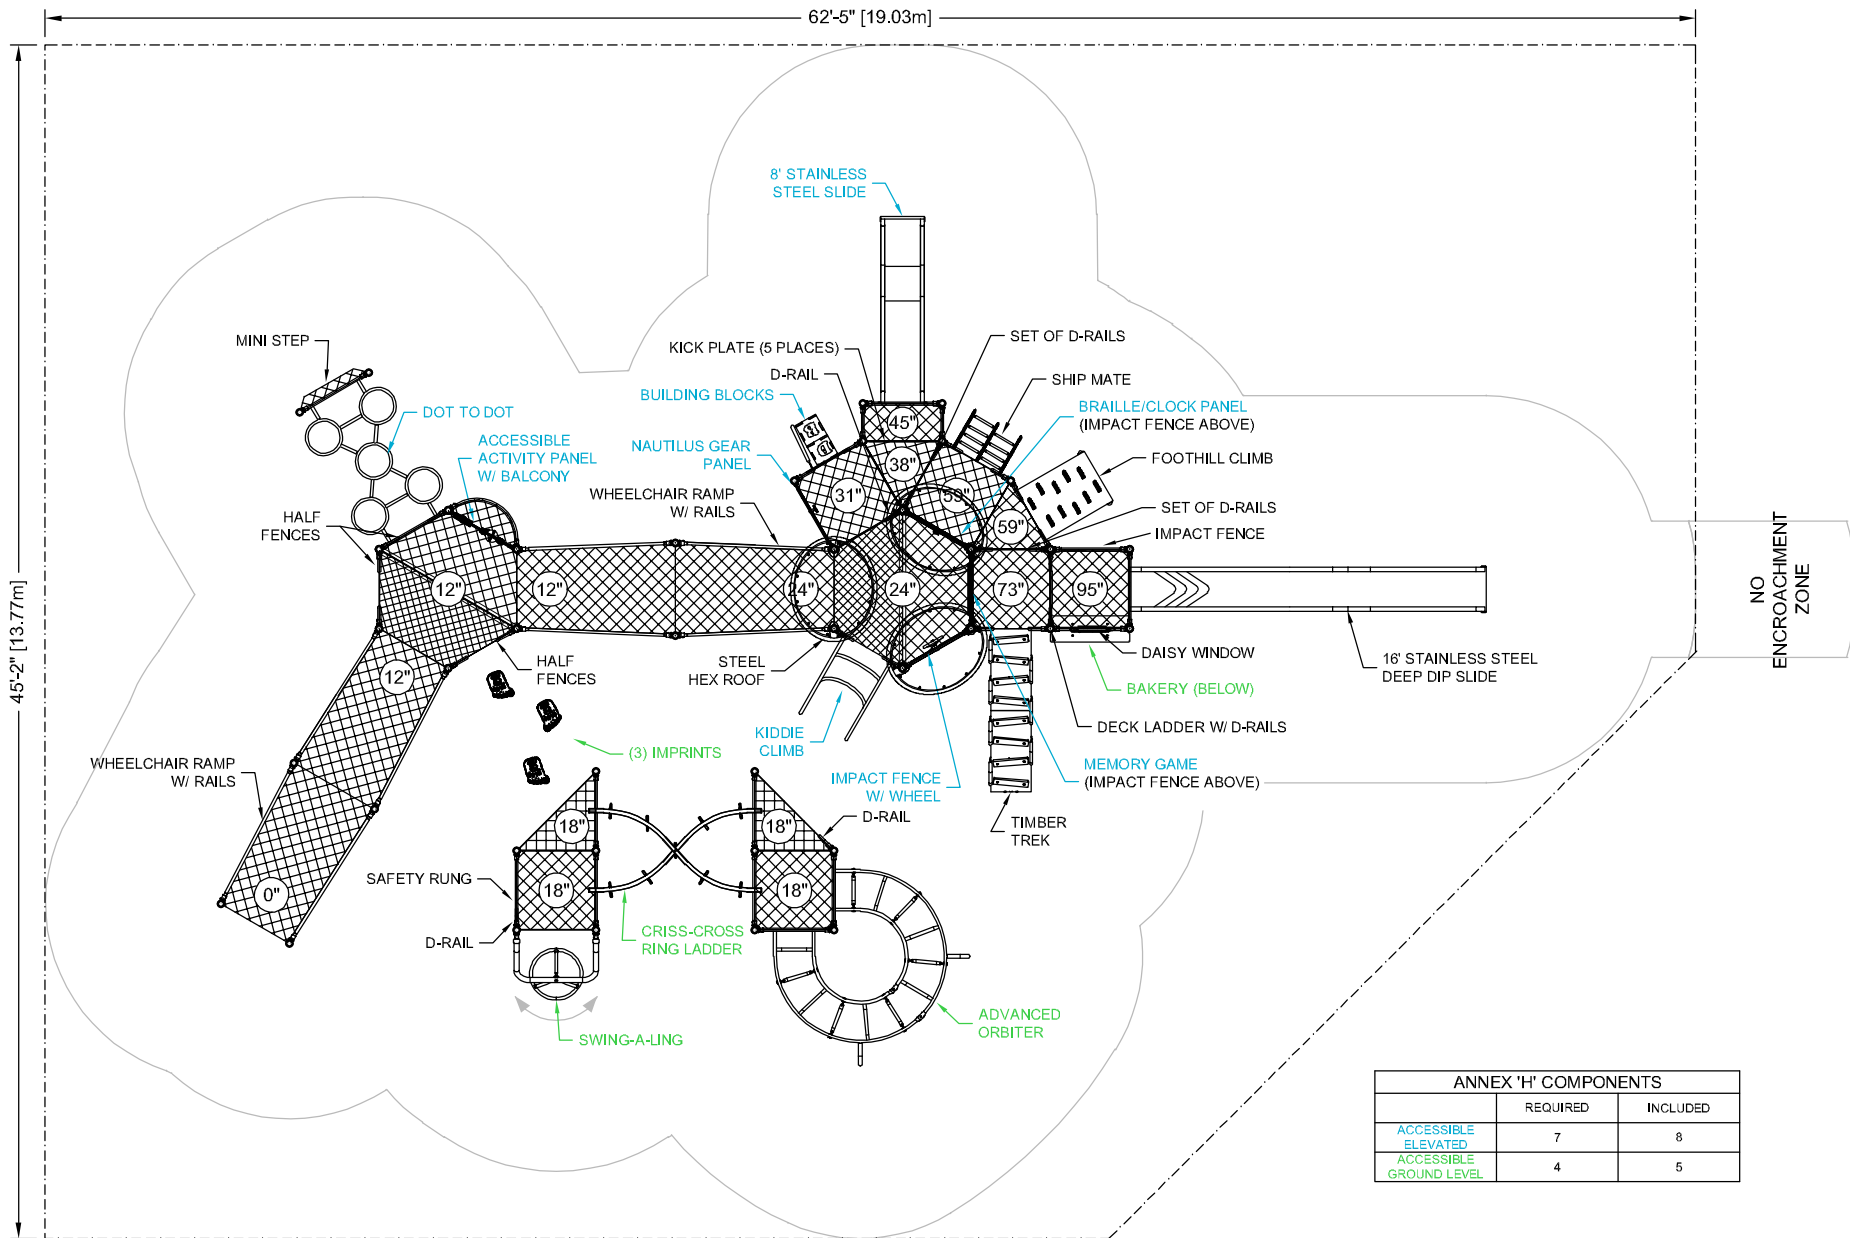 62'-5" [19.03m]
45'-2" [13.77m]
8' STAINLESS
STEEL SLIDE
MINI STEP
KICK PLATE (5 PLACES)
D-RAIL
SET OF D-RAILS
SHIP MATE
BUILDING BLOCKS
BRAILLE/CLOCK PANEL
(IMPACT FENCE ABOVE)
DOT TO DOT
ACCESSIBLE
ACTIVITY PANEL
W/ BALCONY
NAUTILUS GEAR
PANEL
FOOTHILL CLIMB
WHEELCHAIR RAMP
W/ RAILS
SET OF D-RAILS
IMPACT FENCE
HALF
FENCES
45"
38"
31"
59"
59"
12"
12"
24"
24"
73"
95"
12"
0"
NO
ENCROACHMENT
ZONE
HALF
FENCES
STEEL
HEX ROOF
DAISY WINDOW
16' STAINLESS STEEL
DEEP DIP SLIDE
BAKERY (BELOW)
DECK LADDER W/ D-RAILS
KIDDIE
CLIMB
(3) IMPRINTS
WHEELCHAIR RAMP
W/ RAILS
IMPACT FENCE
W/ WHEEL
MEMORY GAME
(IMPACT FENCE ABOVE)
D-RAIL
TIMBER
TREK
18"
18"
18"
18"
SAFETY RUNG
D-RAIL
CRISS-CROSS
RING LADDER
SWING-A-LING
ADVANCED
ORBITER
ANNEX 'H' COMPONENTS
REQUIRED INCLUDED
ACCESSIBLE
ELEVATED 7 8
ACCESSIBLE
GROUND LEVEL 4 5